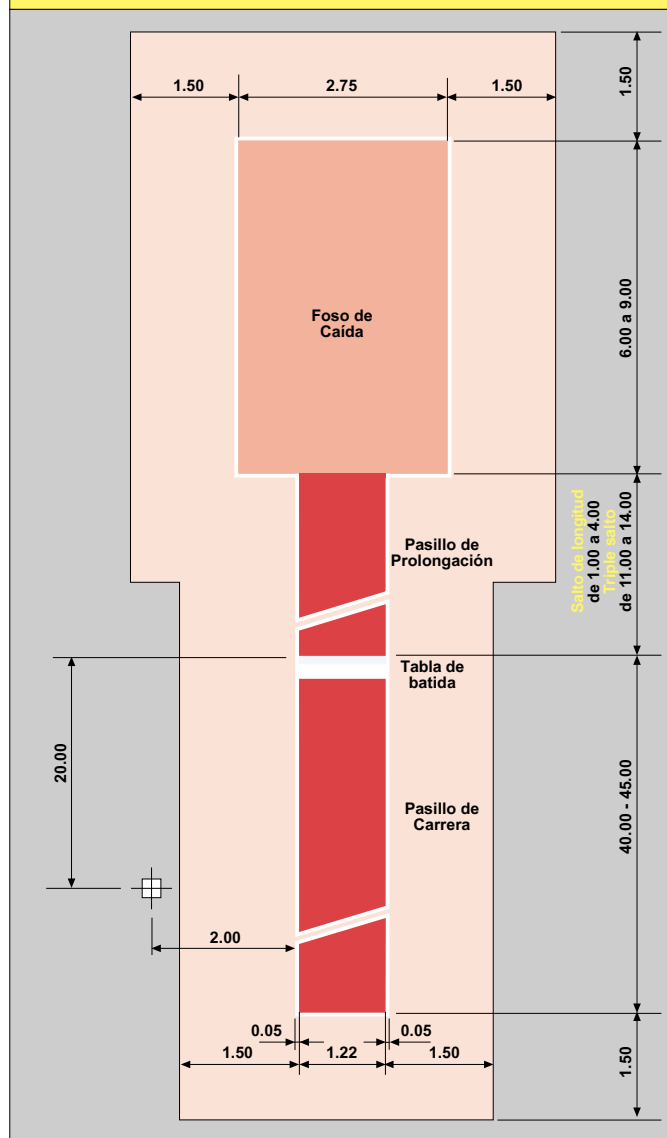 1.50
2.75
1.50
1.50
Foso de
Caída
6.00 a 9.00
Salto de longitud
de 1.00 a 4.00
Triple salto
de 11.00 a 14.00
Pasillo de
Prolongación
Tabla de
batida
20.00
Pasillo de
Carrera
40.00 - 45.00
2.00
0.05
0.05
1.50
1.22
1.50
1.50